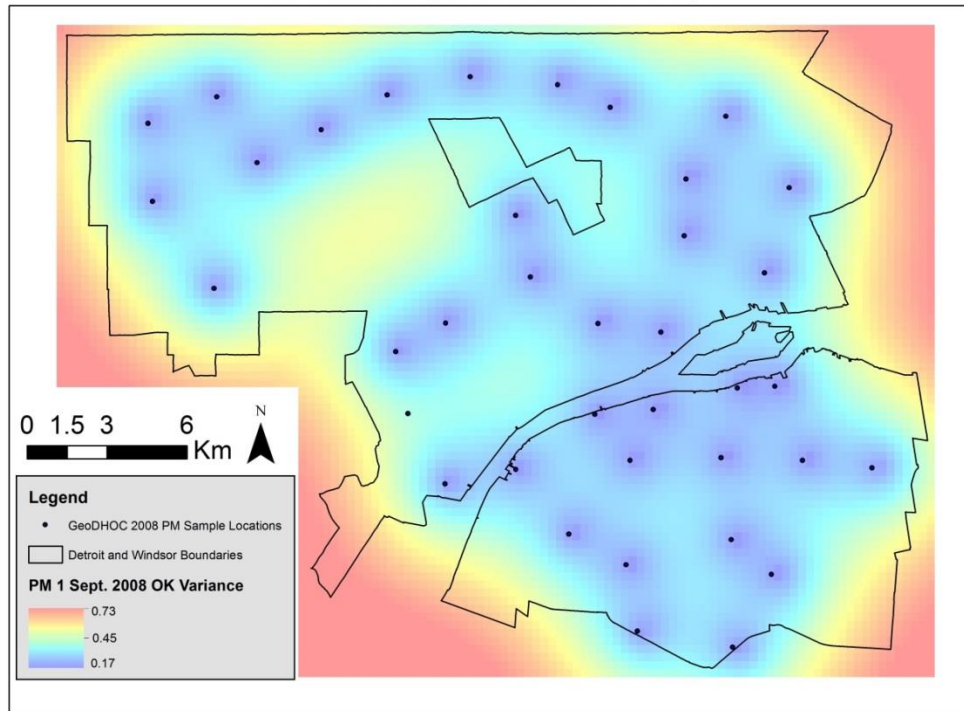 N
0 1.5 3 6
Km
Legend
GeoDHOC 2008 PM Sample Locations
Detroit and Windsor Boundaries
PM 1 Sept. 2008 OK Variance
0.73
0.45
0.17